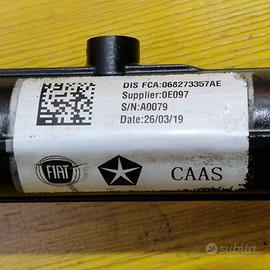 DIS FCA:068273357AE
Supplier:0E097
S/N:A0079
Date:26/03/19
FIAT
CAAS
subito